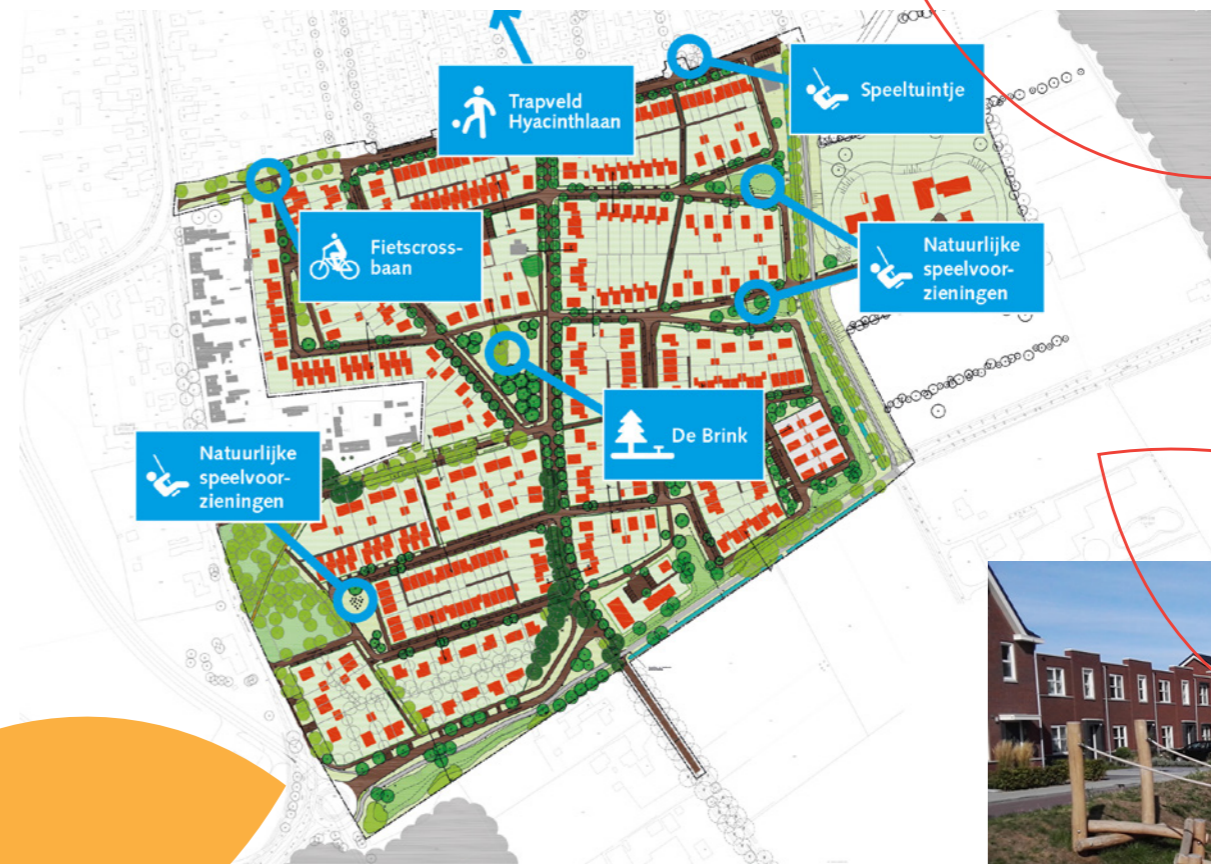 Trapveld
Hyacinthlaan
Speeltuintje
Fietscross-
baan
Natuurlijke
speelvoor-
zieningen
De Brink
Natuurlijke
speelvoor-
zieningen